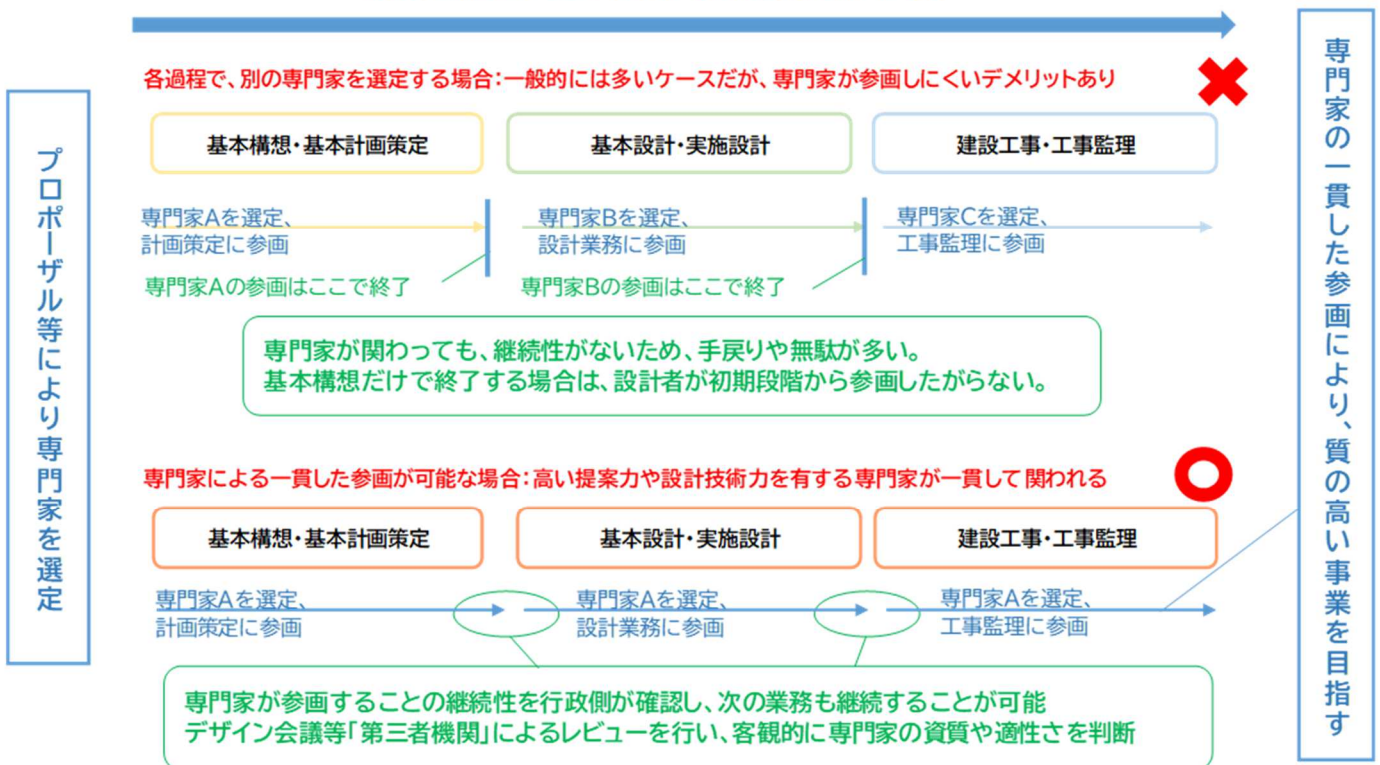 プロポーザル等により専門家を選定
各過程で、別の専門家を選定する場合：一般的には多いケースだが、専門家が参画しにくいデメリットあり
基本構想・基本計画策定
基本設計・実施設計
建設工事・工事監理
専門家Aを選定、
計画策定に参画
専門家Bを選定、
設計業務に参画
専門家Cを選定、
工事監理に参画
専門家Aの参画はここで終了
専門家Bの参画はここで終了
専門家が関わっても、継続性がないため、手戻りや無駄が多い。
基本構想だけで終了する場合は、設計者が初期段階から参画したがらない。
専門家による一貫した参画が可能な場合：高い提案力や設計技術力を有する専門家が一貫して関われる
基本構想・基本計画策定
基本設計・実施設計
建設工事・工事監理
専門家Aを選定、
計画策定に参画
専門家Aを選定、
設計業務に参画
専門家Aを選定、
工事監理に参画
専門家が参画することの継続性を行政側が確認し、次の業務も継続することが可能
デザイン会議等「第三者機関」によるレビューを行い、客観的に専門家の資質や適性さを判断
専門家の一貫した参画により、質の高い事業を目指す